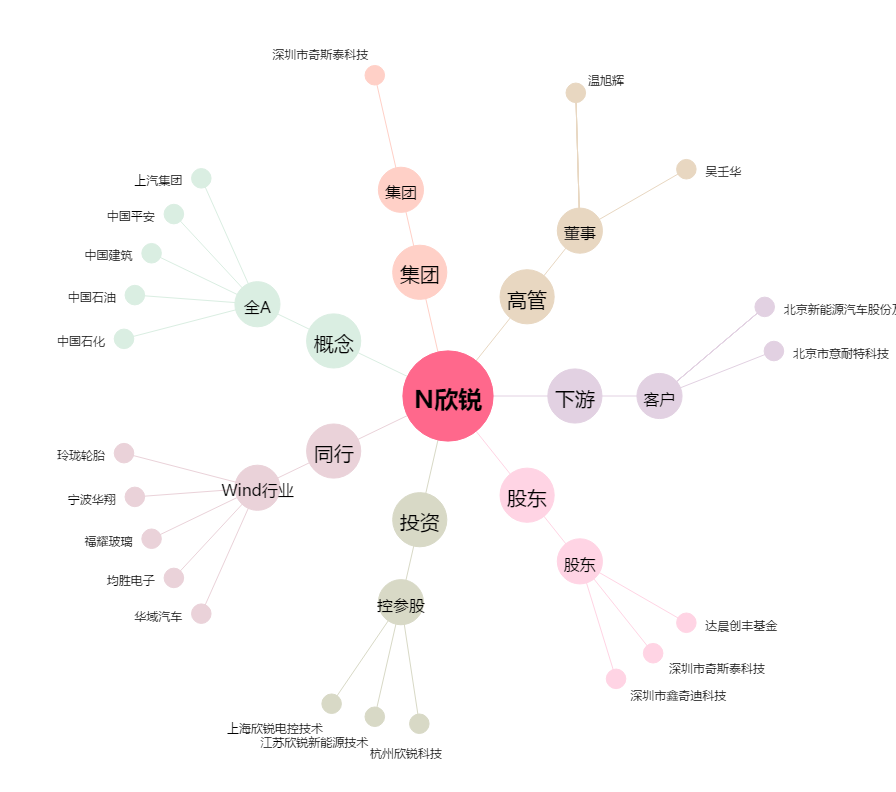 深圳市奇斯泰科技
温旭辉
吴壬华
上汽集团
集团
中国平安
董事
中国建筑
集团
中国石油
高管
全A
北京新能源汽车股份及
中国石化
概念
北京市意耐特科技
N欣锐
下游
客户
玲珑轮胎
同行
Wind行业
宁波华翔
股东
福耀玻璃
投资
均胜电子
股东
华域汽车
控参股
达晨创丰基金
深圳市奇斯泰科技
深圳市鑫奇迪科技
上海欣锐电控技术
江苏欣锐新能源技术
杭州欣锐科技